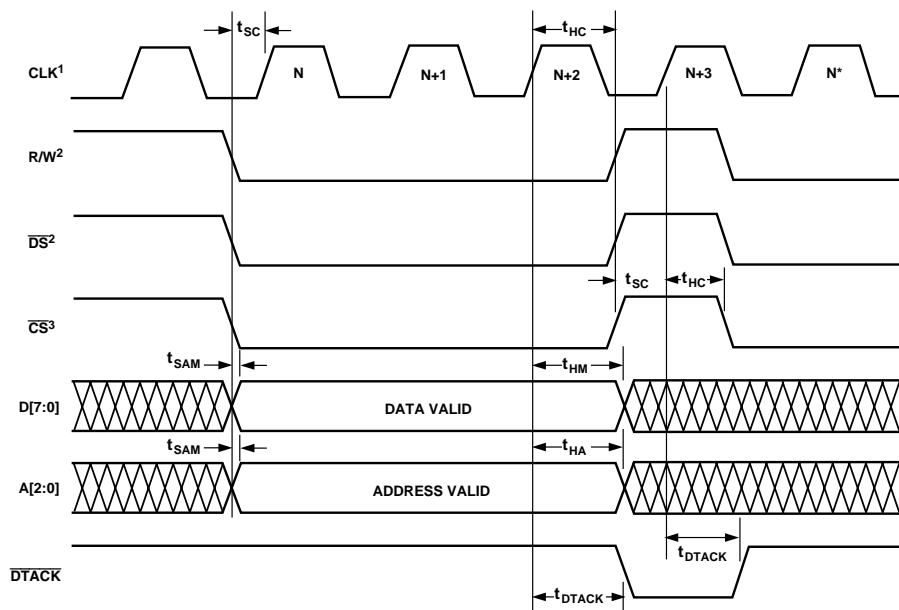 tSC tHC
CLK1 N N+1 N+2 N+3 N*
R/W2
DS2
tSC tHC
CS3
tSAM tHM
D[7:0] DATA VALID
tSAM tHA
A[2:0] ADDRESS VALID
tDTACK
DTACK
tDTACK